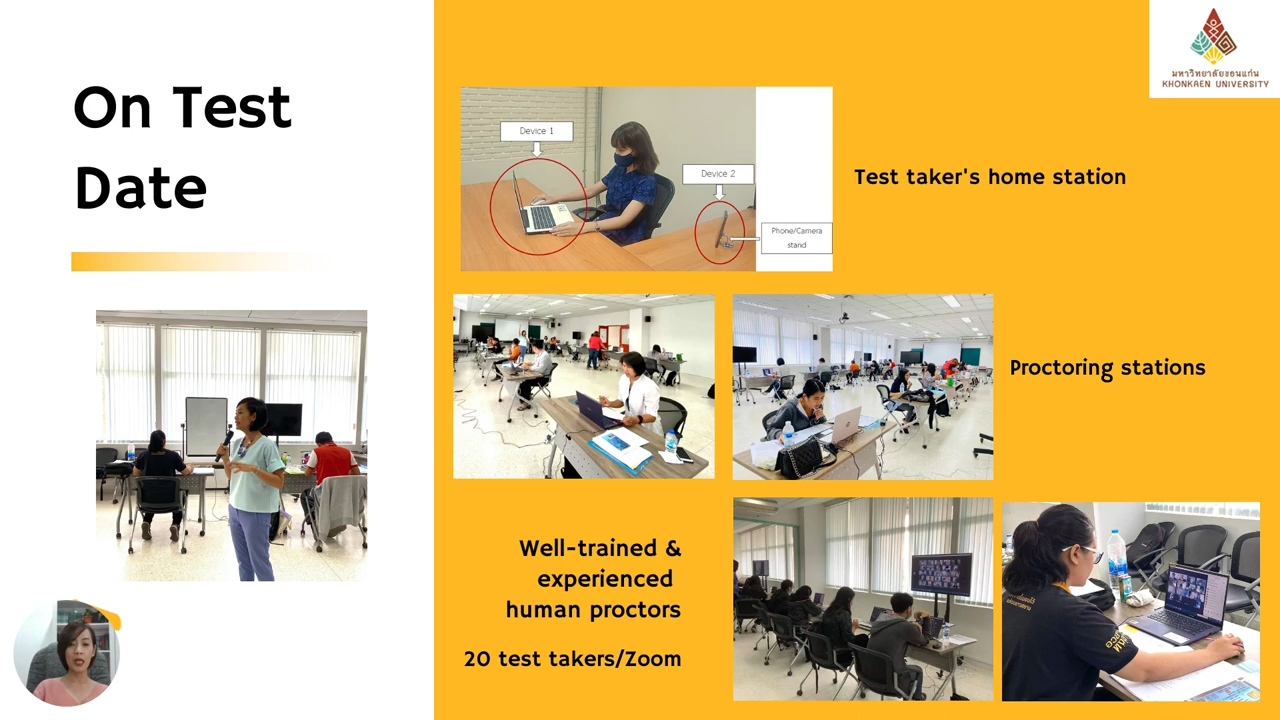 On Test
Date
Device 1
Device 2
Phone/Camera
stand
Test taker's home station
Proctoring stations
Well-trained &
experienced
human proctors
20 test takers/Zoom
มหาวิทยาลัยขอนแก่น
KHONKAEN UNIVERSITY